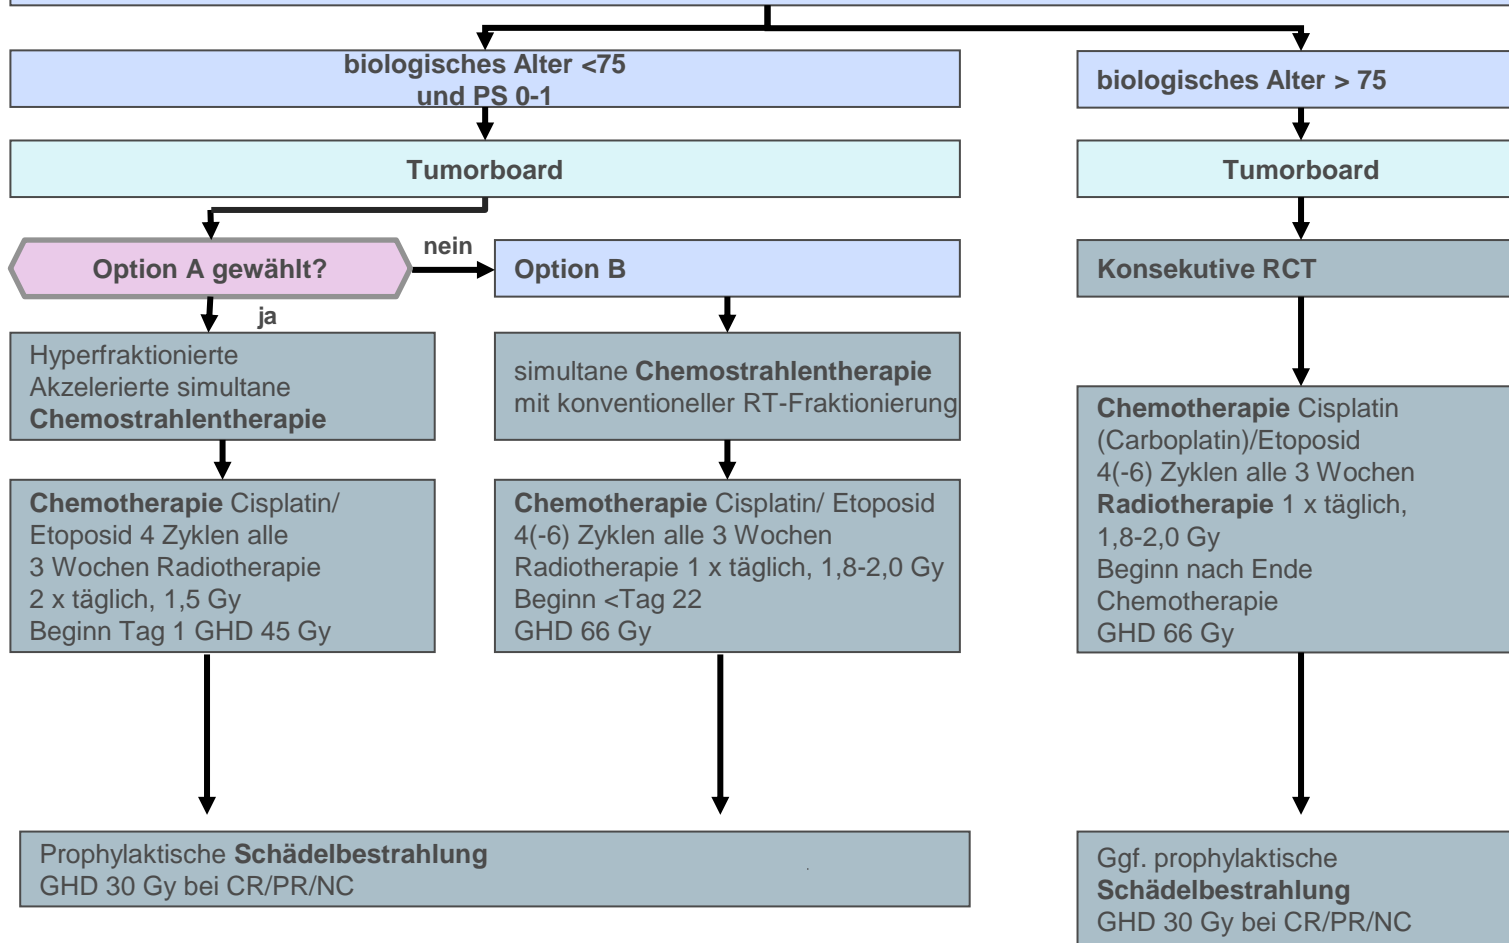 biologisches Alter <75
und PS 0-1
Tumorboard
Option A gewählt?
nein
ja
Option B
Hyperfraktionierte
Akzelerierte simultane
Chemostrahlentherapie
simultane Chemostrahlentherapie
mit konventioneller RT-Fraktionierung
Chemotherapie Cisplatin/
Etoposid 4 Zyklen alle
3 Wochen Radiotherapie
2 x täglich, 1,5 Gy
Beginn Tag 1 GHD 45 Gy
Chemotherapie Cisplatin/ Etoposid
4(-6) Zyklen alle 3 Wochen
Radiotherapie 1 x täglich, 1,8-2,0 Gy
Beginn <Tag 22
GHD 66 Gy
Prophylaktische Schädelbestrahlung
GHD 30 Gy bei CR/PR/NC
biologisches Alter > 75
Tumorboard
Konsekutive RCT
Chemotherapie Cisplatin
(Carboplatin)/Etoposid
4(-6) Zyklen alle 3 Wochen
Radiotherapie 1 x täglich,
1,8-2,0 Gy
Beginn nach Ende
Chemotherapie
GHD 66 Gy
Ggf. prophylaktische
Schädelbestrahlung
GHD 30 Gy bei CR/PR/NC